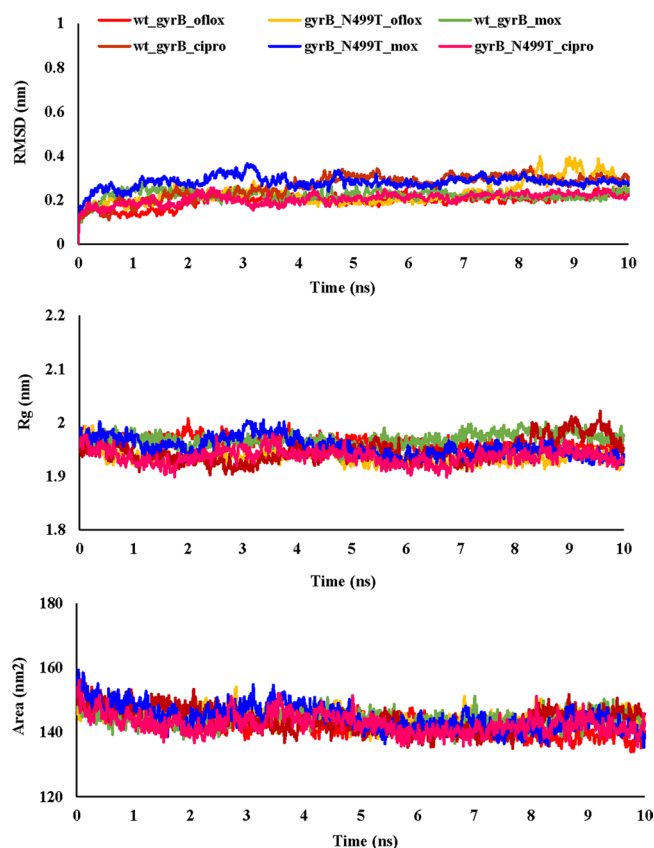 wt_gyrB_oflox gyrB_N499T_oflox wt_gyrB_mox
wt_gyrB_cipro gyrB_N499T_mox gyrB_N499T_cipro
RMSD (nm)
1
0.8
0.6
0.4
0.2
0
0 1 2 3 4 5 6 7 8 9 10
Time (ns)
Rg (nm)
2.2
2.1
2
1.9
1.8
0 1 2 3 4 5 6 7 8 9 10
Time (ns)
Area (nm2)
180
160
140
120
0 1 2 3 4 5 6 7 8 9 10
Time (ns)